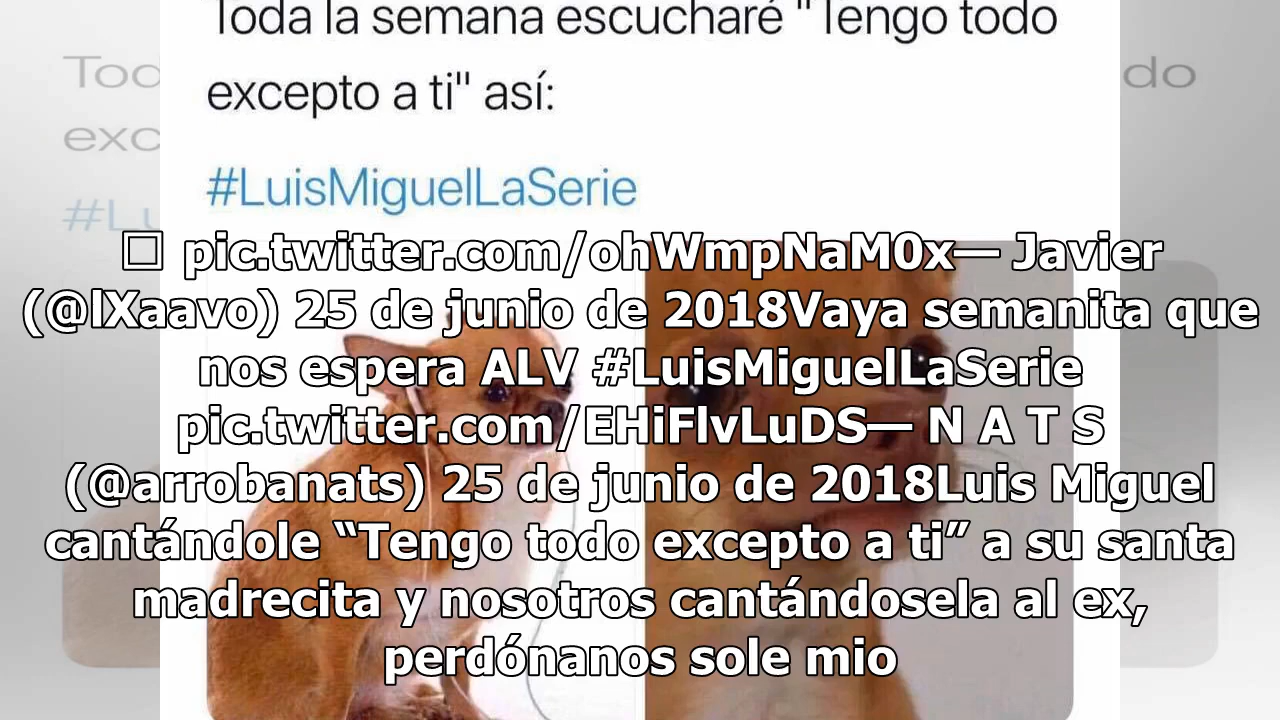 Toda la semana escucharé "Tengo todo
excepto a ti" así:
#LuisMiguelLaSerie
pic.twitter.com/ohWmpNaM0x— Javier
(@lXaavo) 25 de junio de 2018Vaya semanita que
nos espera ALV #LuisMiguelLaSerie
pic.twitter.com/EHiFlvLuDS— N A T S
(@arrobanats) 25 de junio de 2018Luis Miguel
cantándole “Tengo todo excepto a ti” a su santa
madrecita y nosotros cantándosela al ex,
perdónanos sole mio